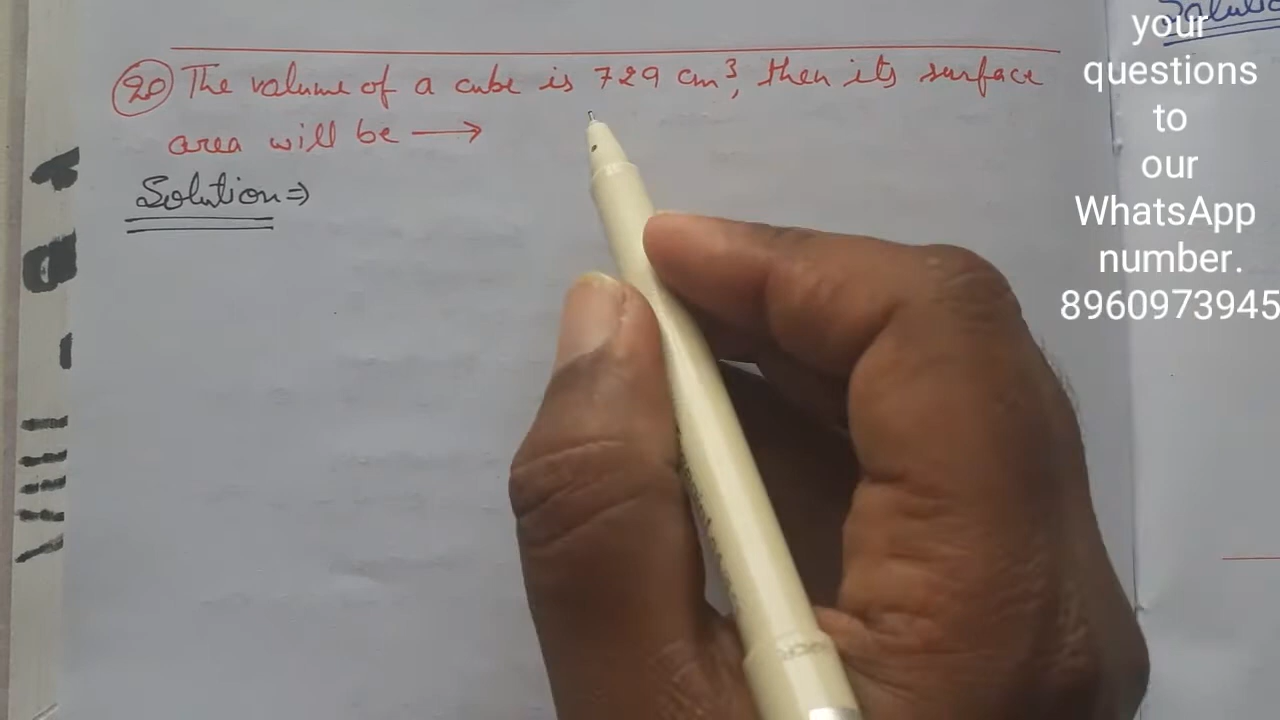 20 The volume of a cube is 729 cm³, then its surface
area will be →
Solution ⇒
your
questions
to
our
WhatsApp
number.
8960973945